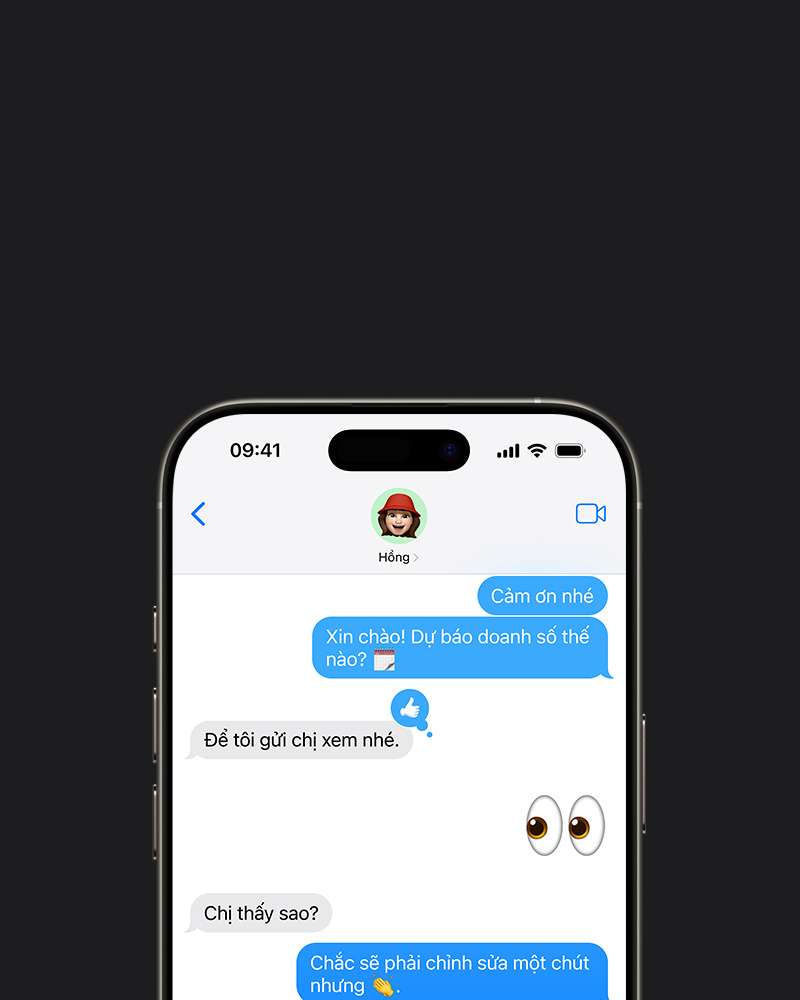 09:41
Hồng
Cảm ơn nhé
Xin chào! Dự báo doanh số thế
nào? 🗓
Để tôi gửi chị xem nhé.
👀
Chị thấy sao?
Chắc sẽ phải chỉnh sửa một chút
nhưng 👏.